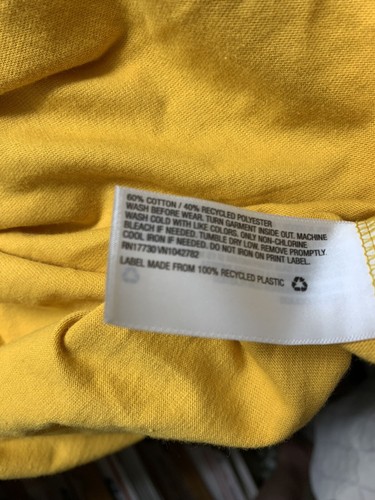 60% COTTON / 40% RECYCLED POLYESTER
WASH BEFORE WEAR. TURN GARMENT INSIDE OUT. MACHINE
WASH COLD WITH LIKE COLORS. ONLY NON-CHLORINE
BLEACH IF NEEDED. TUMBLE DRY LOW. REMOVE PROMPTLY.
COOL IRON IF NEEDED. DO NOT IRON ON PRINT LABEL.
RN17730 VN1042782
LABEL MADE FROM 100% RECYCLED PLASTIC